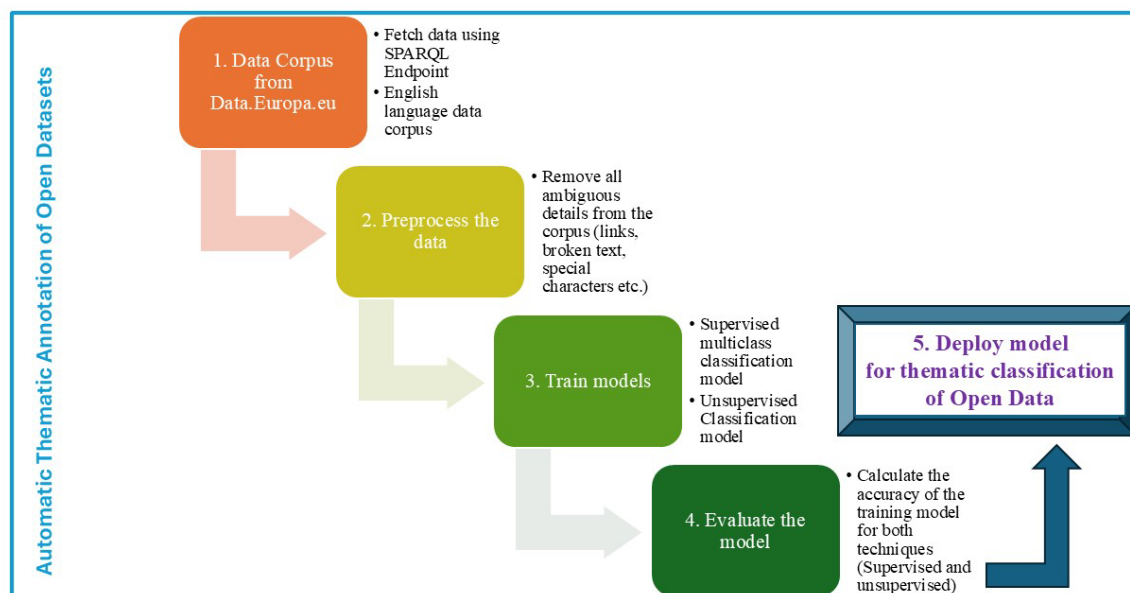 Automatic Thematic Annotation of Open Datasets
1. Data Corpus
from
Data.Europa.eu
• Fetch data using
SPARQL
Endpoint
• English
language data
corpus
2. Preprocess the
data
• Remove all
ambiguous
details from the
corpus (links,
broken text,
special
characters etc.)
3. Train models
• Supervised
multiclass
classification
model
• Unsupervised
Classification
model
5. Deploy model
for thematic classification
of Open Data
4. Evaluate the
model
• Calculate the
accuracy of the
training model
for both
techniques
(Supervised and
unsupervised)